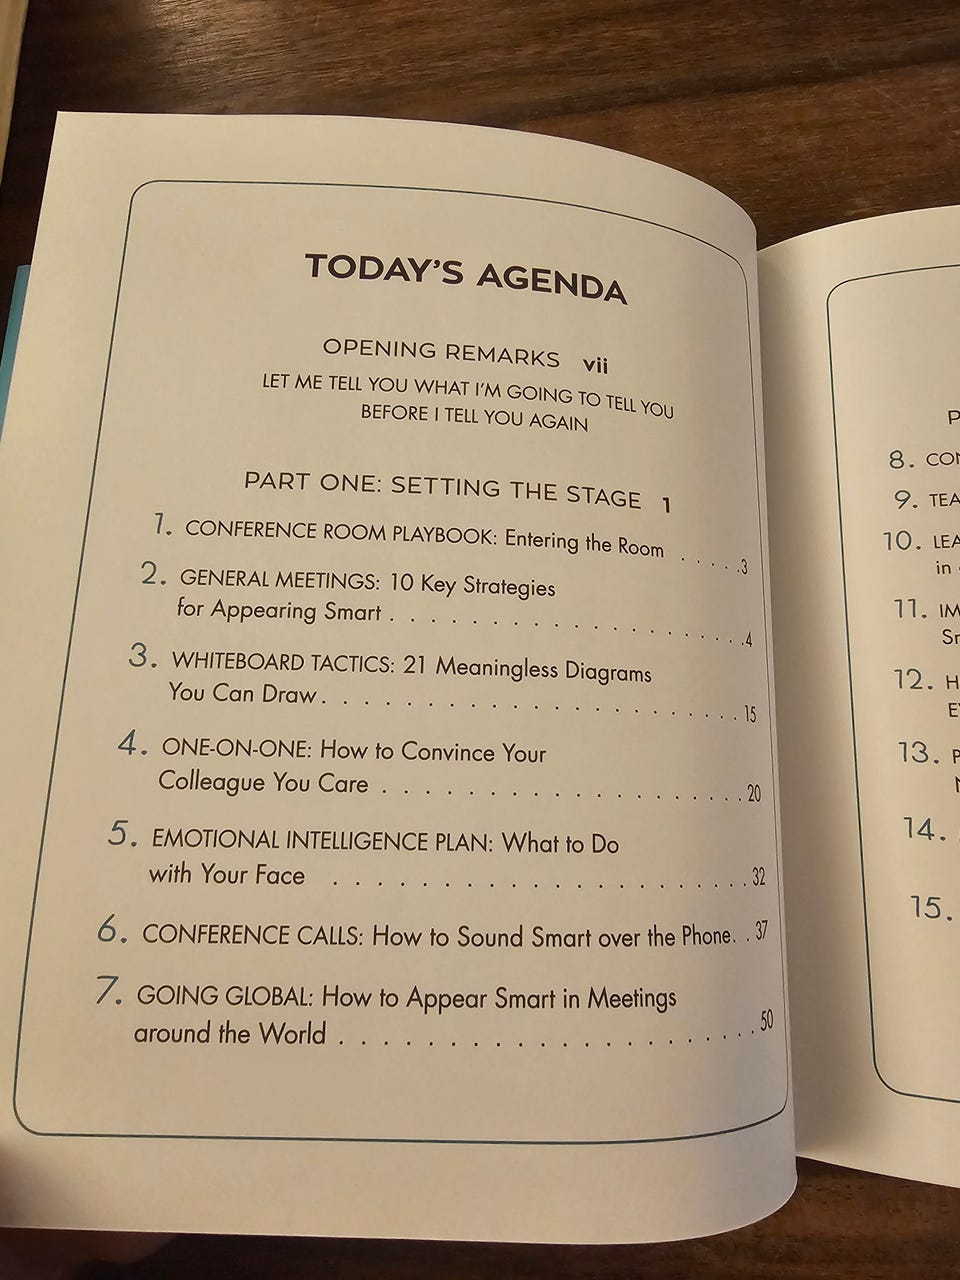 TODAY'S AGENDA
OPENING REMARKS vii
LET ME TELL YOU WHAT I'M GOING TO TELL YOU
BEFORE I TELL YOU AGAIN
PART ONE: SETTING THE STAGE 1
1. CONFERENCE ROOM PLAYBOOK: Entering the Room . . . . .3
2. GENERAL MEETINGS: 10 Key Strategies
for Appearing Smart . . . . . . . . . . . . . . . . . . .4
3. WHITEBOARD TACTICS: 21 Meaningless Diagrams
You Can Draw . . . . . . . . . . . . . . . . . . . . . 15
4. ONE-ON-ONE: How to Convince Your
Colleague You Care . . . . . . . . . . . . . . . . . . 20
5. EMOTIONAL INTELLIGENCE PLAN: What to Do
with Your Face . . . . . . . . . . . . . . . . . . . . 32
6. CONFERENCE CALLS: How to Sound Smart over the Phone. . 37
7. GOING GLOBAL: How to Appear Smart in Meetings
around the World . . . . . . . . . . . . . . . . . . . 50
8.
9.
10.
in
11.
12.
13.
14.
15.